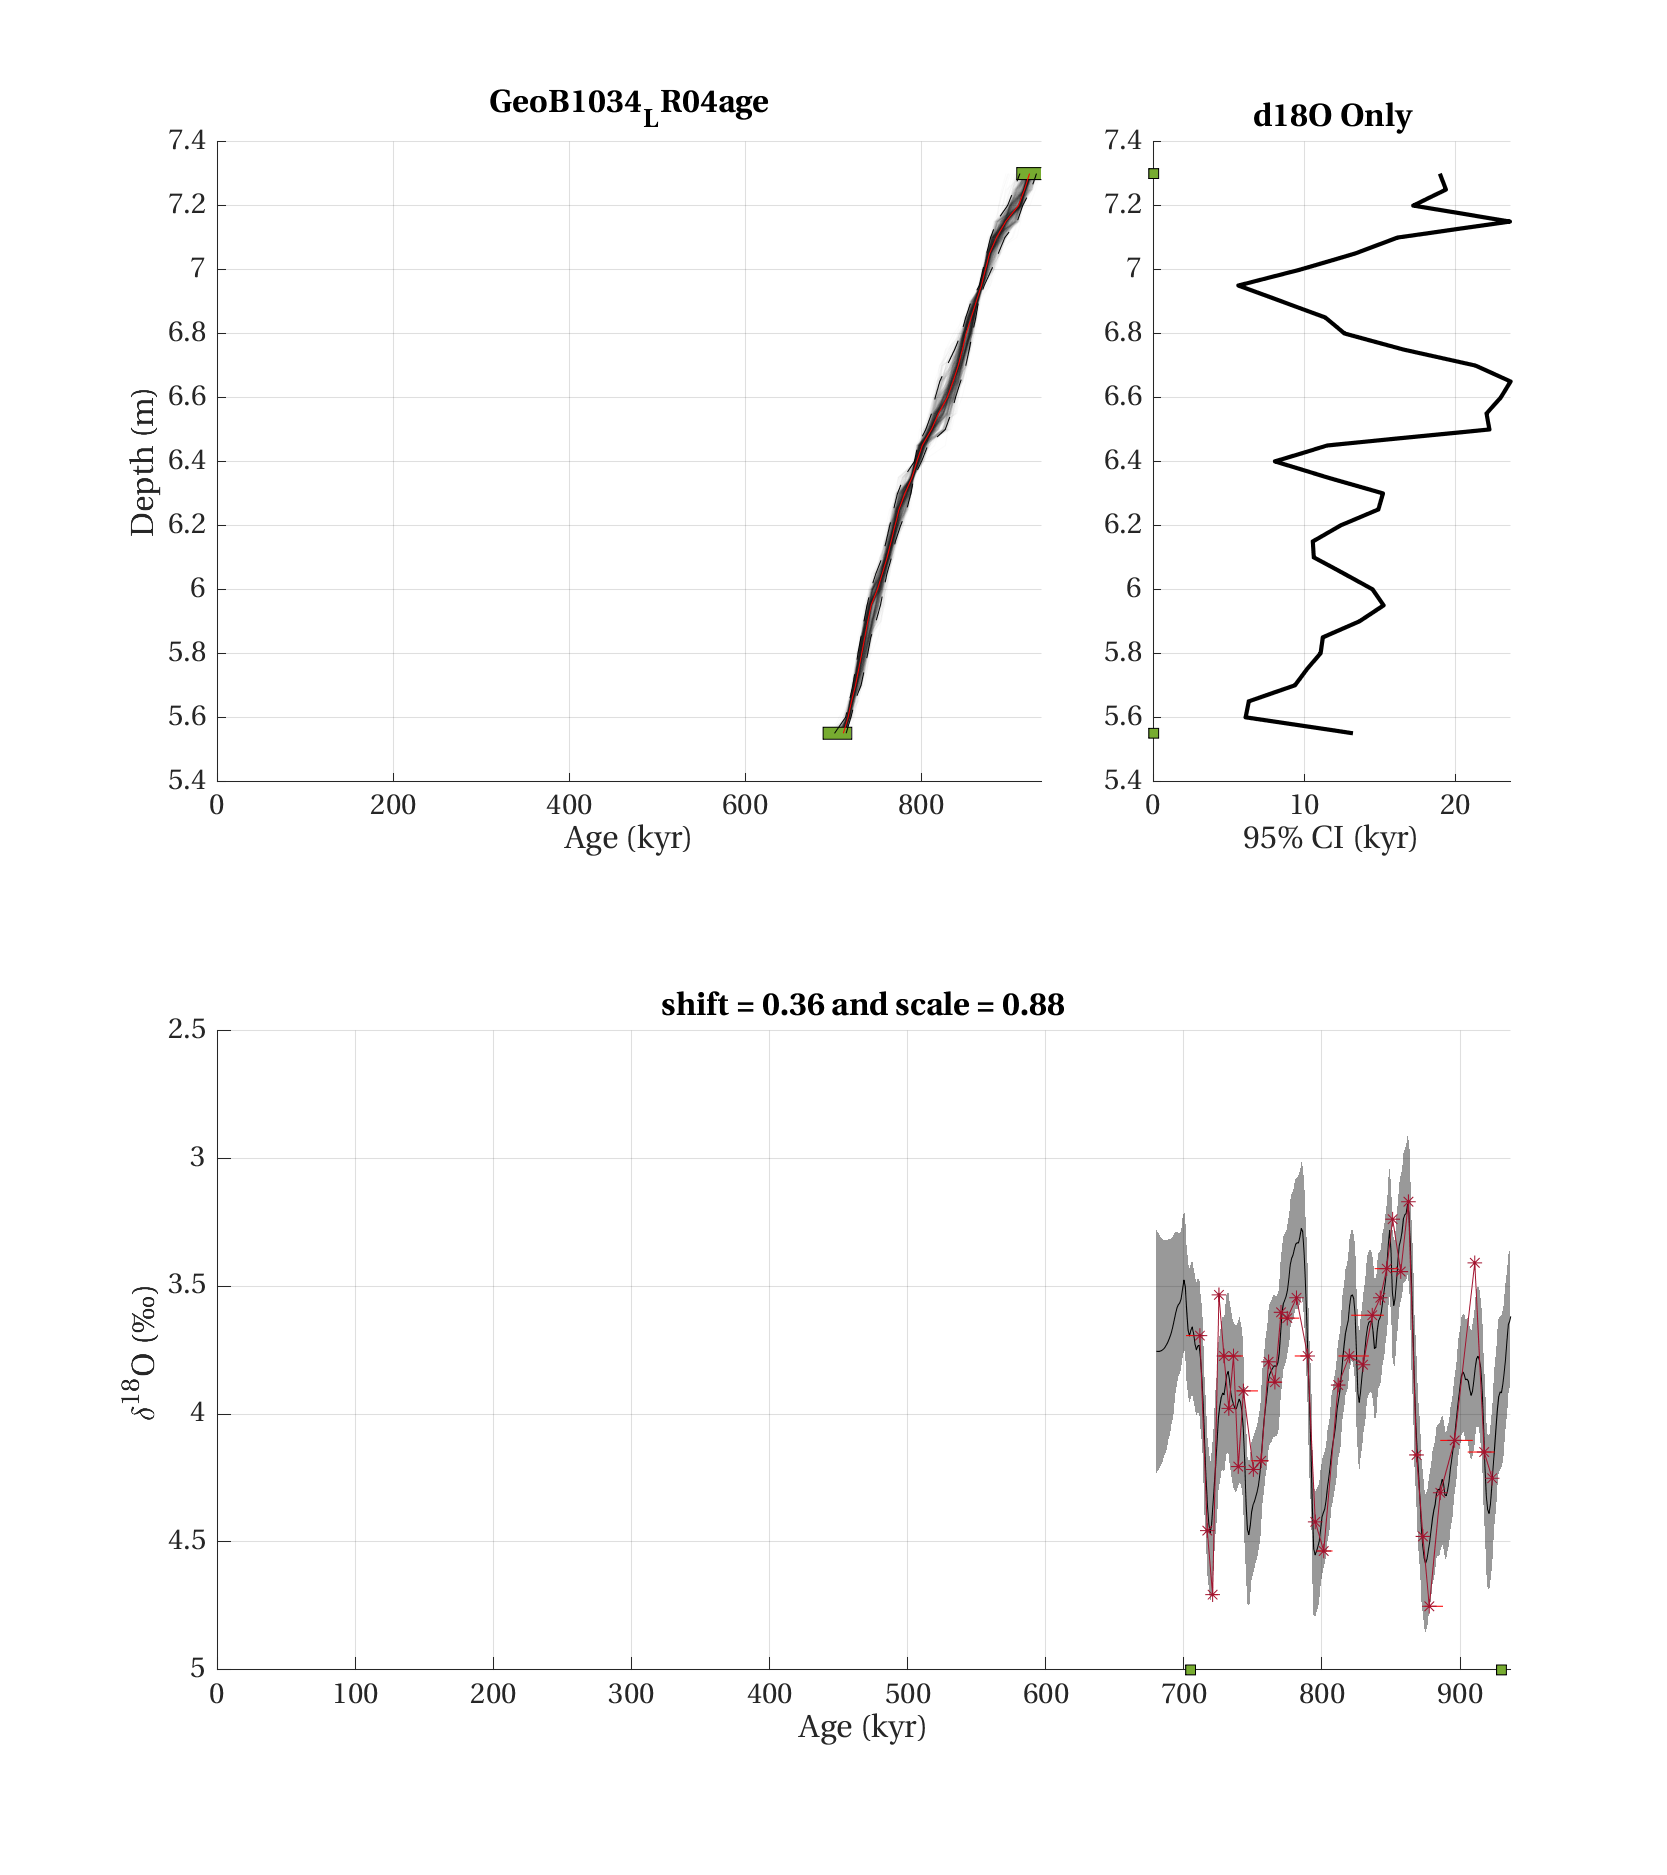 GeoB1034_L R04age
d18O Only
7.4
7.2
7
6.8
6.6
6.4
6.2
6
5.8
5.6
5.4
Depth (m)
0 200 400 600 800
Age (kyr)
7.4
7.2
7
6.8
6.6
6.4
6.2
6
5.8
5.6
5.4
0 10 20
95% CI (kyr)
shift = 0.36 and scale = 0.88
2.5
3
3.5
4
4.5
5
δ¹⁸O (‰)
0 100 200 300 400 500 600 700 800 900
Age (kyr)